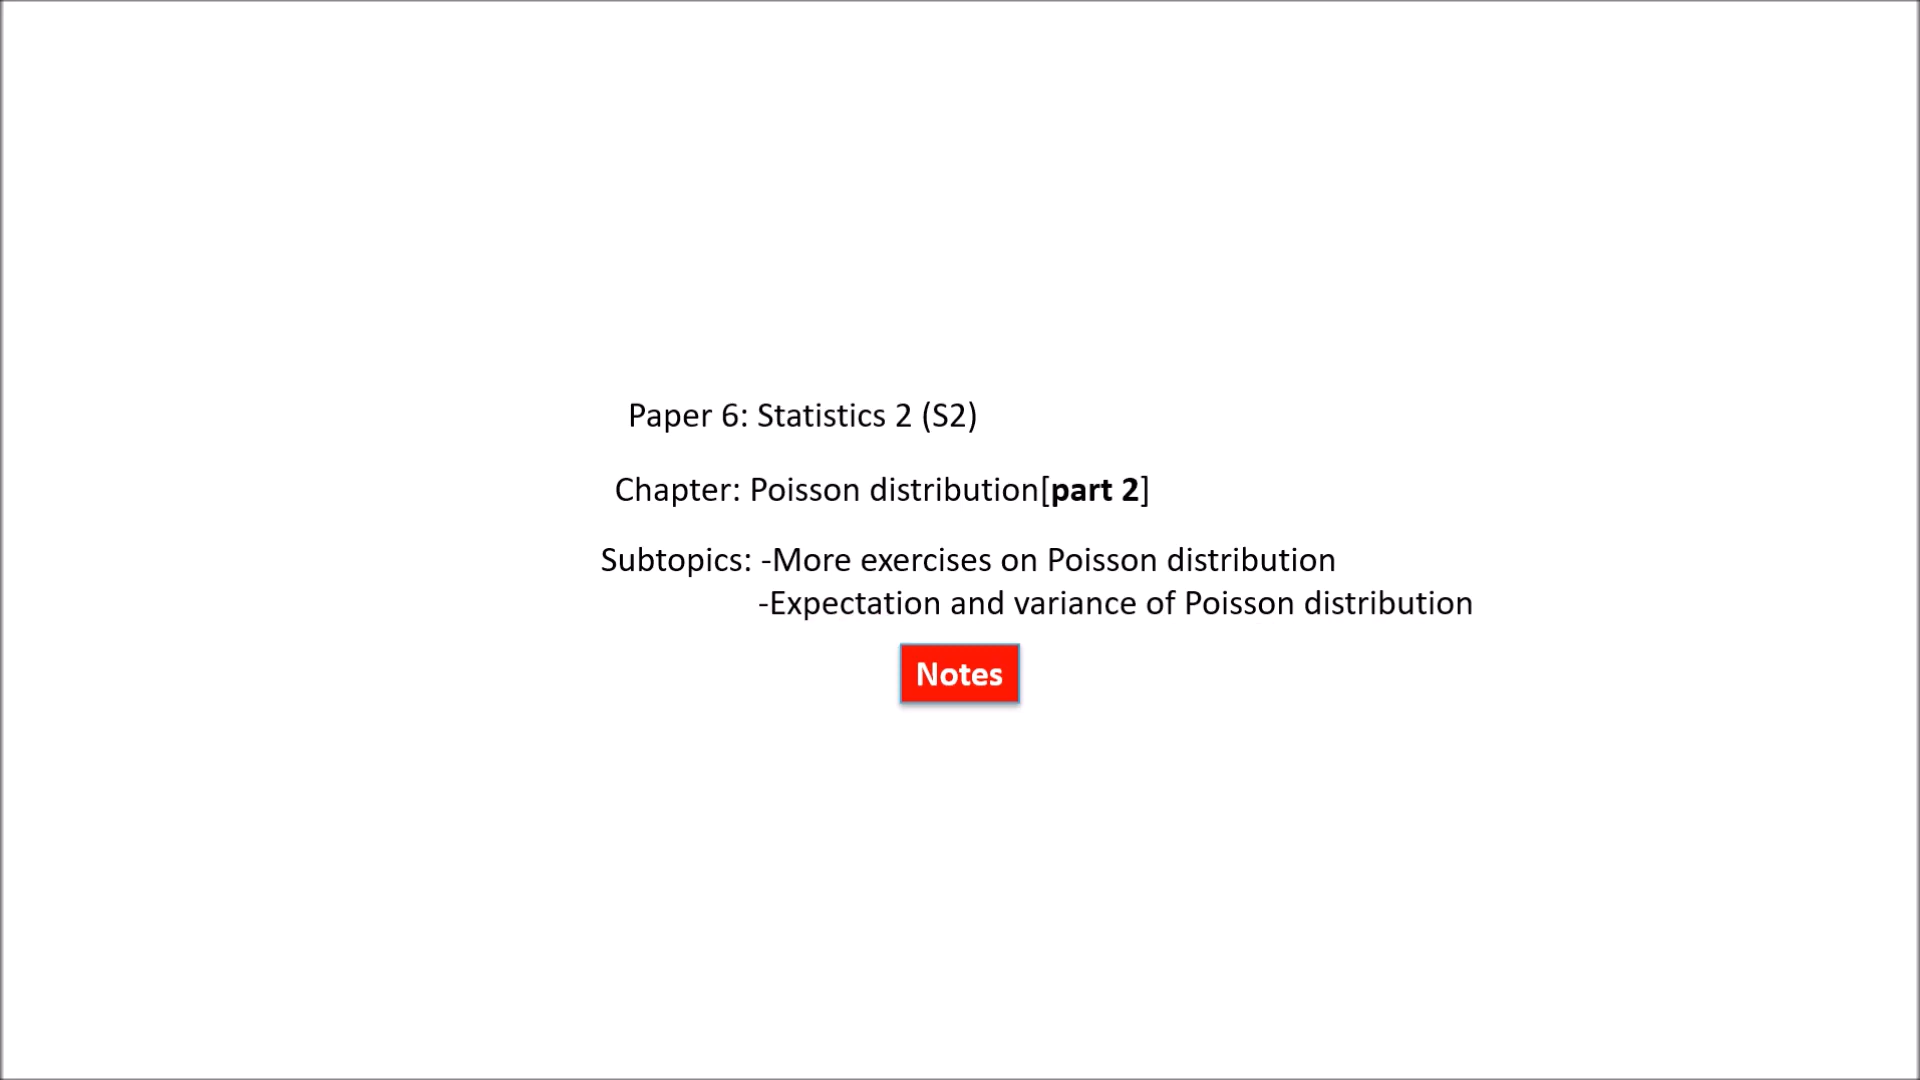 Paper 6: Statistics 2 (S2)
Chapter: Poisson distribution[part 2]
Subtopics: -More exercises on Poisson distribution
-Expectation and variance of Poisson distribution
Notes